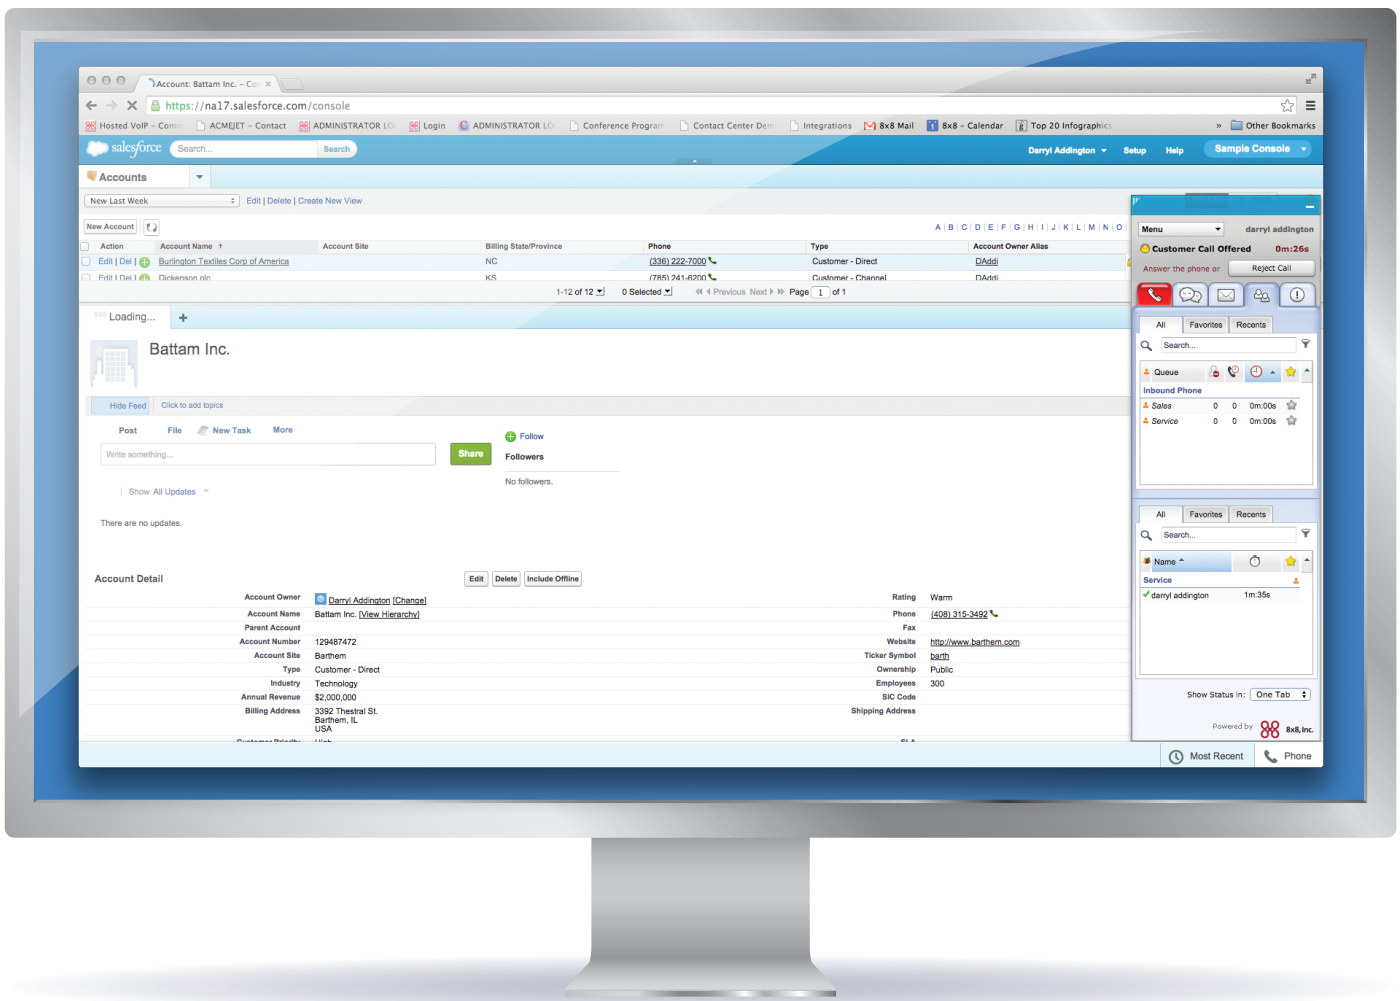 Account: Battam Inc. – Co
https://na17.salesforce.com/console
Hosted VoIP – Comm ACMEJET – Contact ADMINISTRATOR LO Login ADMINISTRATOR LO Conference Program Contact Center Dem Integrations 8x8 Mail 8x8 – Calendar Top 20 Infographics » Other Bookmarks
salesforce Search... Search Darryl Addington Setup Help Sample Console
Accounts
New Last Week Edit | Delete | Create New View
New Account A | B | C | D | E | F | G | H | I | J | K | L | M | N | O
Action Account Name Account Site Billing State/Province Phone Type Account Owner Alias
Edit | Del | Burlington Textiles Corp of America NC (336) 222-7000 Customer - Direct DAddi
Edit | Del | Dickenson plc KS (785) 241-6200 Customer - Channel DAddi
1-12 of 12 0 Selected Previous Next Page 1 of 1
Loading... +
Battam Inc.
Hide Feed Click to add topics
Post File New Task More
Write something... Share
Follow
Followers
No followers.
Show All Updates
There are no updates.
Account Detail Edit Delete Include Offline
Account Owner Darryl Addington [Change] Rating Warm
Account Name Battam Inc. [View Hierarchy] Phone (408) 315-3492
Parent Account Fax
Account Number 129487472 Website http://www.barthem.com
Account Site Barthem Ticker Symbol barth
Type Customer - Direct Ownership Public
Industry Technology Employees 300
Annual Revenue $2,000,000 SIC Code
Billing Address 3392 Thestral St. Shipping Address
Barthem, IL
USA
Customer Priority High SLA
Menu darryl addington
Customer Call Offered 0m:26s
Answer the phone or Reject Call
All Favorites Recents
Search...
Queue
Inbound Phone
Sales 0 0 0m:00s
Service 0 0 0m:00s
All Favorites Recents
Search...
Name
Service
darryl addington 1m:35s
Show Status in: One Tab
Powered by 8x8, Inc.
Most Recent Phone